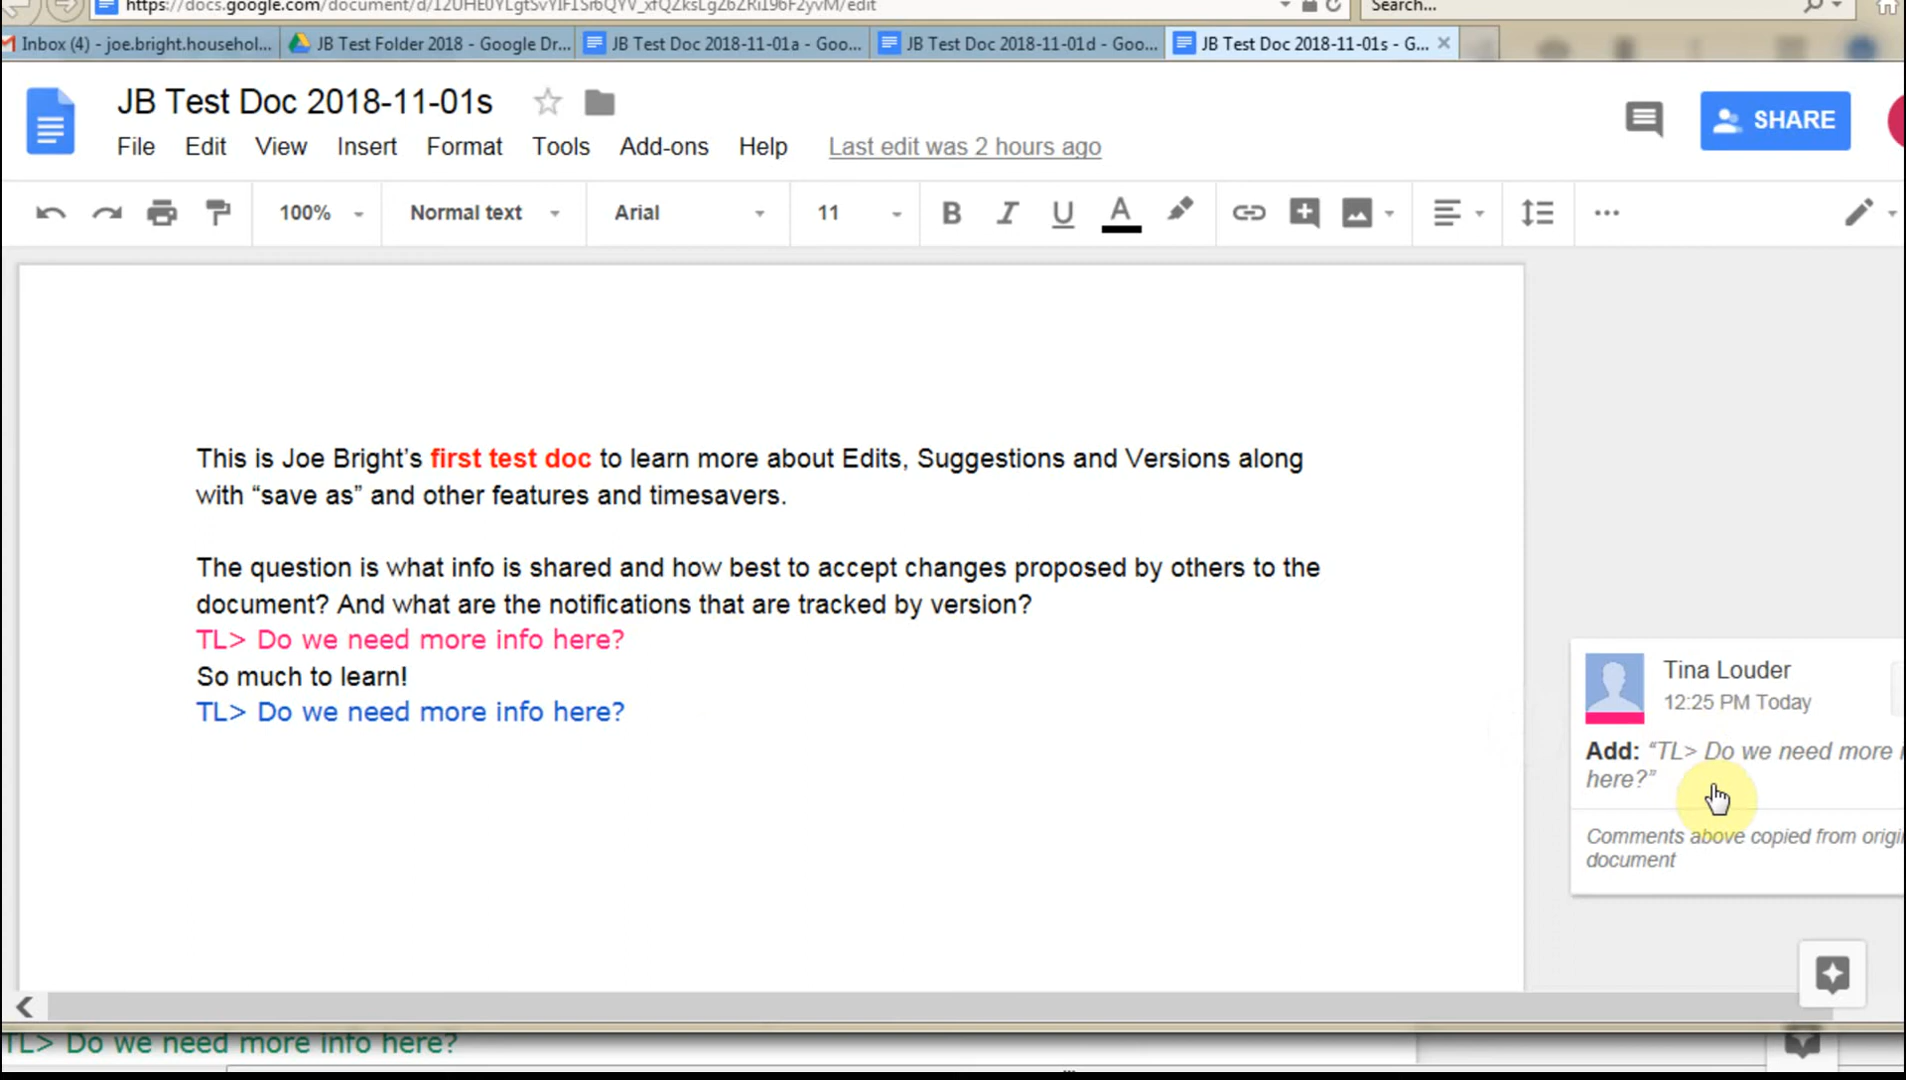 https://docs.google.com/document/d/
/edit
Search...
Inbox (4) - joe.bright.househol...
JB Test Folder 2018 - Google Dr...
JB Test Doc 2018-11-01a - Goo...
JB Test Doc 2018-11-01d - Goo...
JB Test Doc 2018-11-01s - G...
JB Test Doc 2018-11-01s
File Edit View Insert Format Tools Add-ons Help Last edit was 2 hours ago
SHARE
100% Normal text Arial 11 B I U A
This is Joe Bright’s first test doc to learn more about Edits, Suggestions and Versions along
with “save as” and other features and timesavers.
The question is what info is shared and how best to accept changes proposed by others to the
document? And what are the notifications that are tracked by version?
TL> Do we need more info here?
So much to learn!
TL> Do we need more info here?
Tina Louder
12:25 PM Today
Add: “TL> Do we need more i
here?”
Comments above copied from origi
document
TL> Do we need more info here?